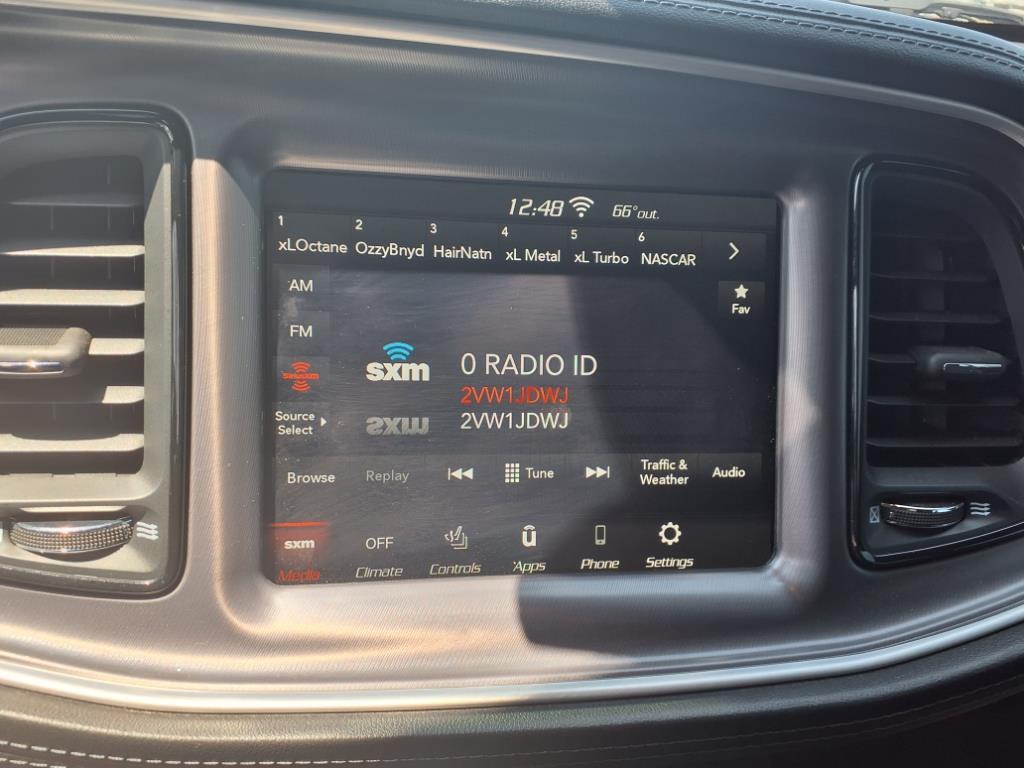 12:48 66°out.
1 2 3 4 5 6
xLOctane OzzyBnyd HairNatn xL Metal xL Turbo NASCAR
AM
Fav
FM
sxm 0 RADIO ID
SiriusXM 2VW1JDWJ
2VW1JDWJ
Source
Select
Browse Replay Tune Traffic &
Weather Audio
sxm OFF
Media Climate Controls Apps Phone Settings